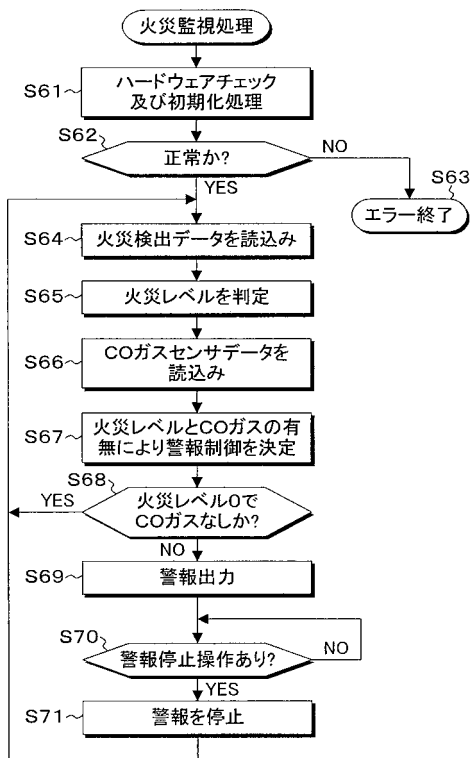 火災監視処理
S61
ハードウェアチェック
及び初期化処理
S62
正常か?
NO
YES
S63
エラー終了
S64
火災検出データを読込み
S65
火災レベルを判定
S66
COガスセンサデータを
読込み
S67
火災レベルとCOガスの有
無により警報制御を決定
S68
YES
火災レベル0で
COガスなしか?
NO
S69
警報出力
S70
警報停止操作あり?
NO
YES
S71
警報を停止